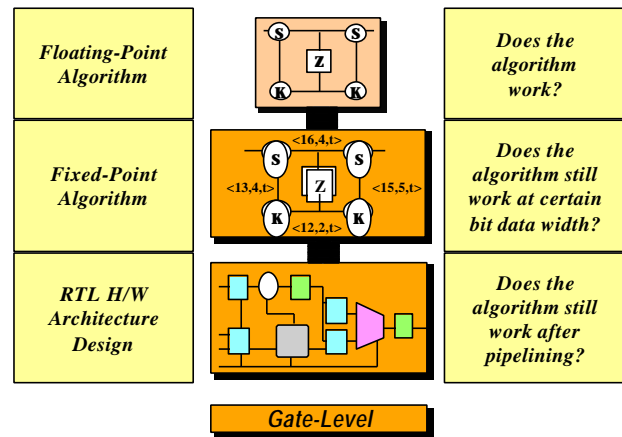 Floating-Point
Algorithm
S
S
Z
K
K
Does the
algorithm
work?
Fixed-Point
Algorithm
<16,4,t>
S
S
<13,4,t>
Z
<15,5,t>
K
K
<12,2,t>
Does the
algorithm still
work at certain
bit data width?
RTL H/W
Architecture
Design
Does the
algorithm still
work after
pipelining?
Gate-Level